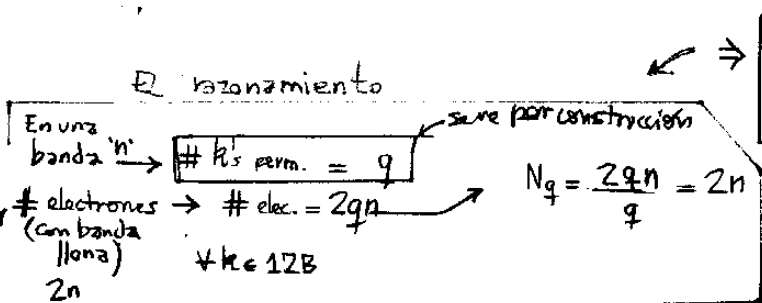 El razonamiento
En una
banda 'n' → # k's perm. = q
se ve por construcción
# electrones → # elec. = 2qn
(con banda
llena)
2n
∀ k ∈ 1ZB
N_q = 2qn / q = 2n
⇒